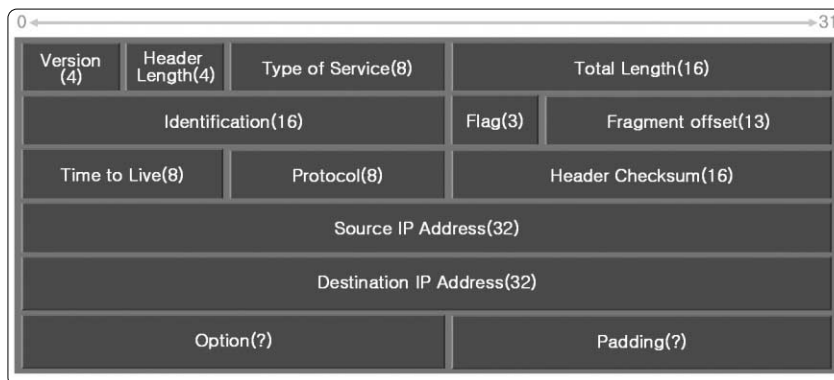 0 31
Version (4) Header Length(4) Type of Service(8) Total Length(16)
Identification(16) Flag(3) Fragment offset(13)
Time to Live(8) Protocol(8) Header Checksum(16)
Source IP Address(32)
Destination IP Address(32)
Option(?) Padding(?)